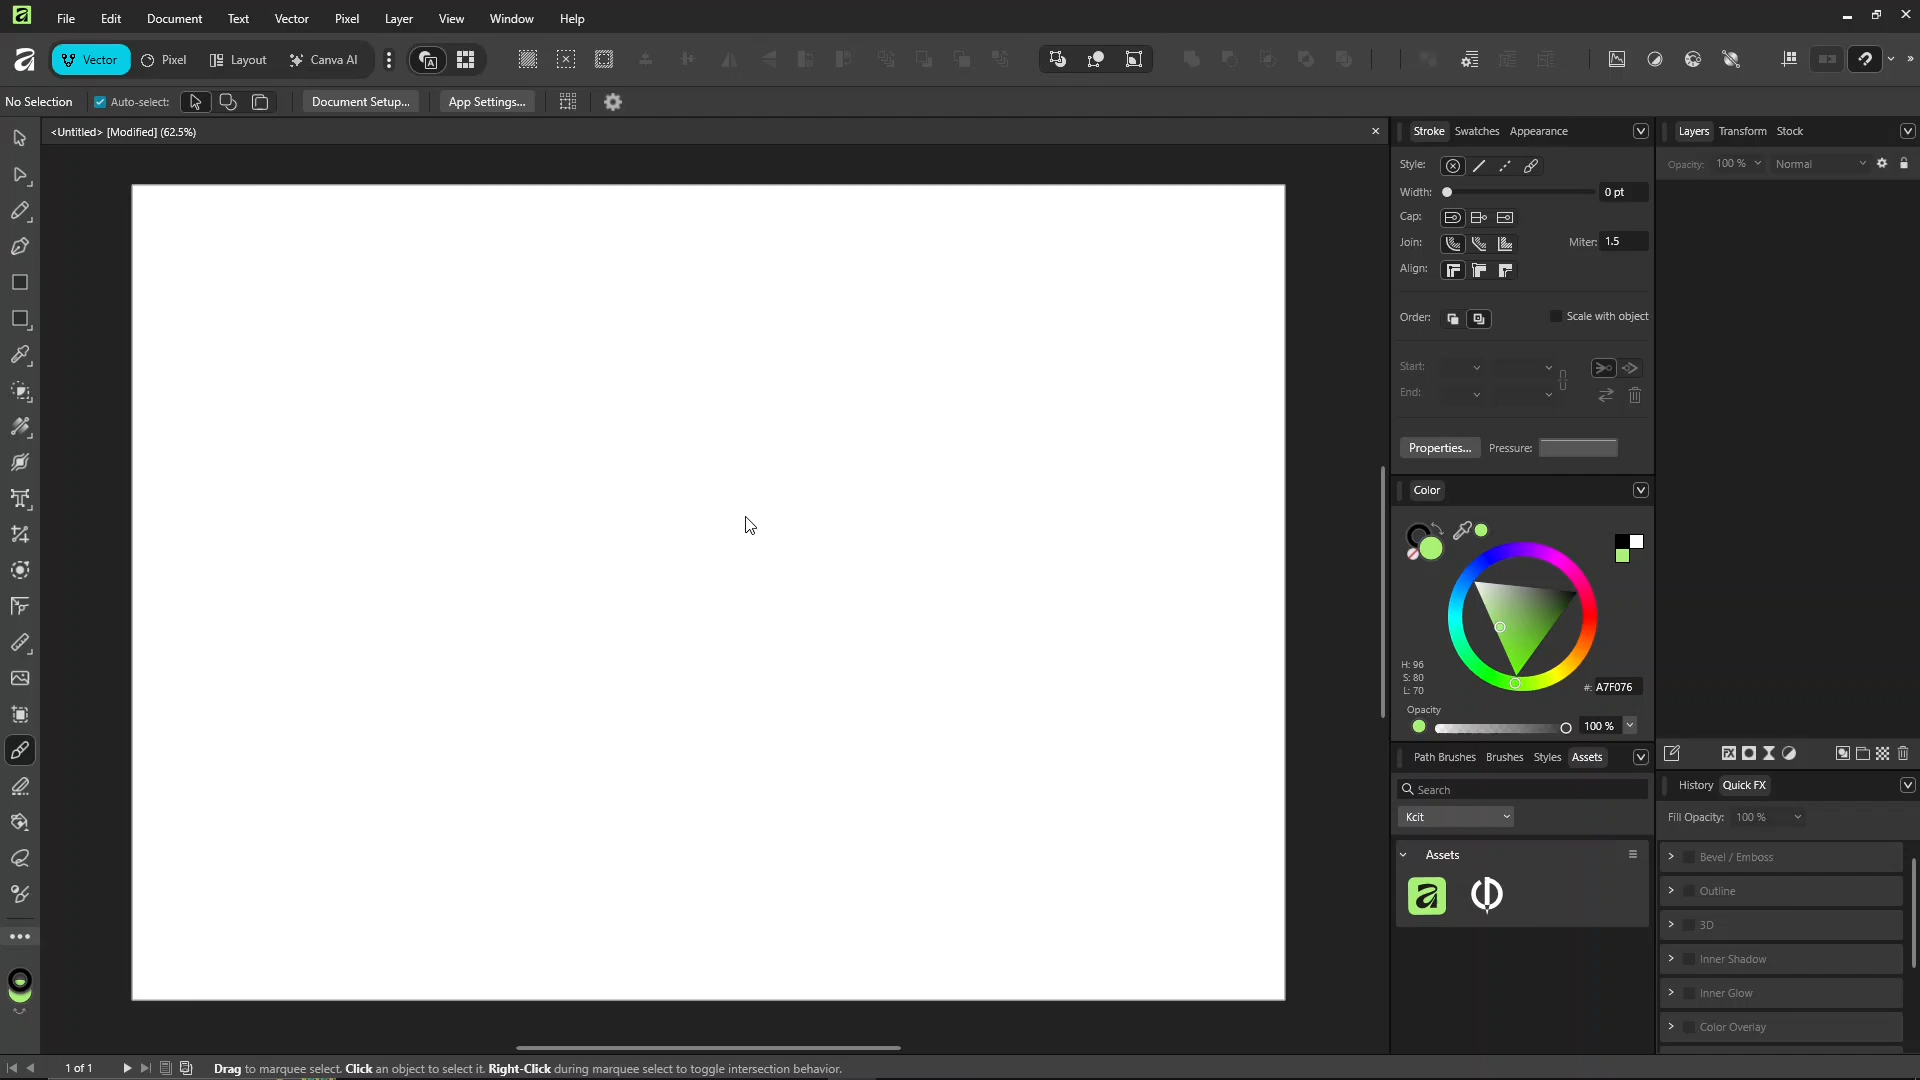 File Edit Document Text Vector Pixel Layer View Window Help
Vector Pixel Layout Canva AI
No Selection Auto-select: Document Setup... App Settings...
<Untitled> [Modified] (62.5%)
Stroke Swatches Appearance
Style:
Width: 0 pt
Cap:
Join: Miter: 1.5
Align:
Order: Scale with object
Start:
End:
Properties... Pressure:
Color
H: 96
S: 80
L: 70
#: A7F076
Opacity
100 %
Path Brushes Brushes Styles Assets
Search
Kcit
Assets
Layers Transform Stock
Opacity: 100 % Normal
History Quick FX
Fill Opacity: 100 %
Bevel / Emboss
Outline
3D
Inner Shadow
Inner Glow
Color Overlay
1 of 1 Drag to marquee select. Click an object to select it. Right-Click during marquee select to toggle intersection behavior.